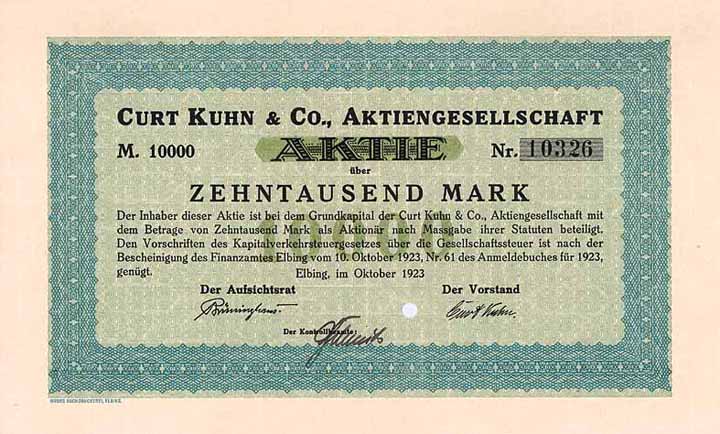 CURT KUHN & CO., AKTIENGESELLSCHAFT
M. 10000 AKTIE Nr. 10326
über
ZEHNTAUSEND MARK
10000
Der Inhaber dieser Aktie ist bei dem Grundkapital der Curt Kuhn & Co., Aktiengesellschaft mit
dem Betrage von Zehntausend Mark als Aktionär nach Massgabe ihrer Statuten beteiligt.
Den Vorschriften des Kapitalverkehrsteuergesetzes über die Gesellschaftssteuer ist nach der
Bescheinigung des Finanzamtes Elbing vom 10. Oktober 1923, Nr. 61 des Anmeldebuches für 1923,
genügt.
Elbing, im Oktober 1923
Der Aufsichtsrat Der Vorstand
Curt Kuhn.
Der Kontrollbeamte: